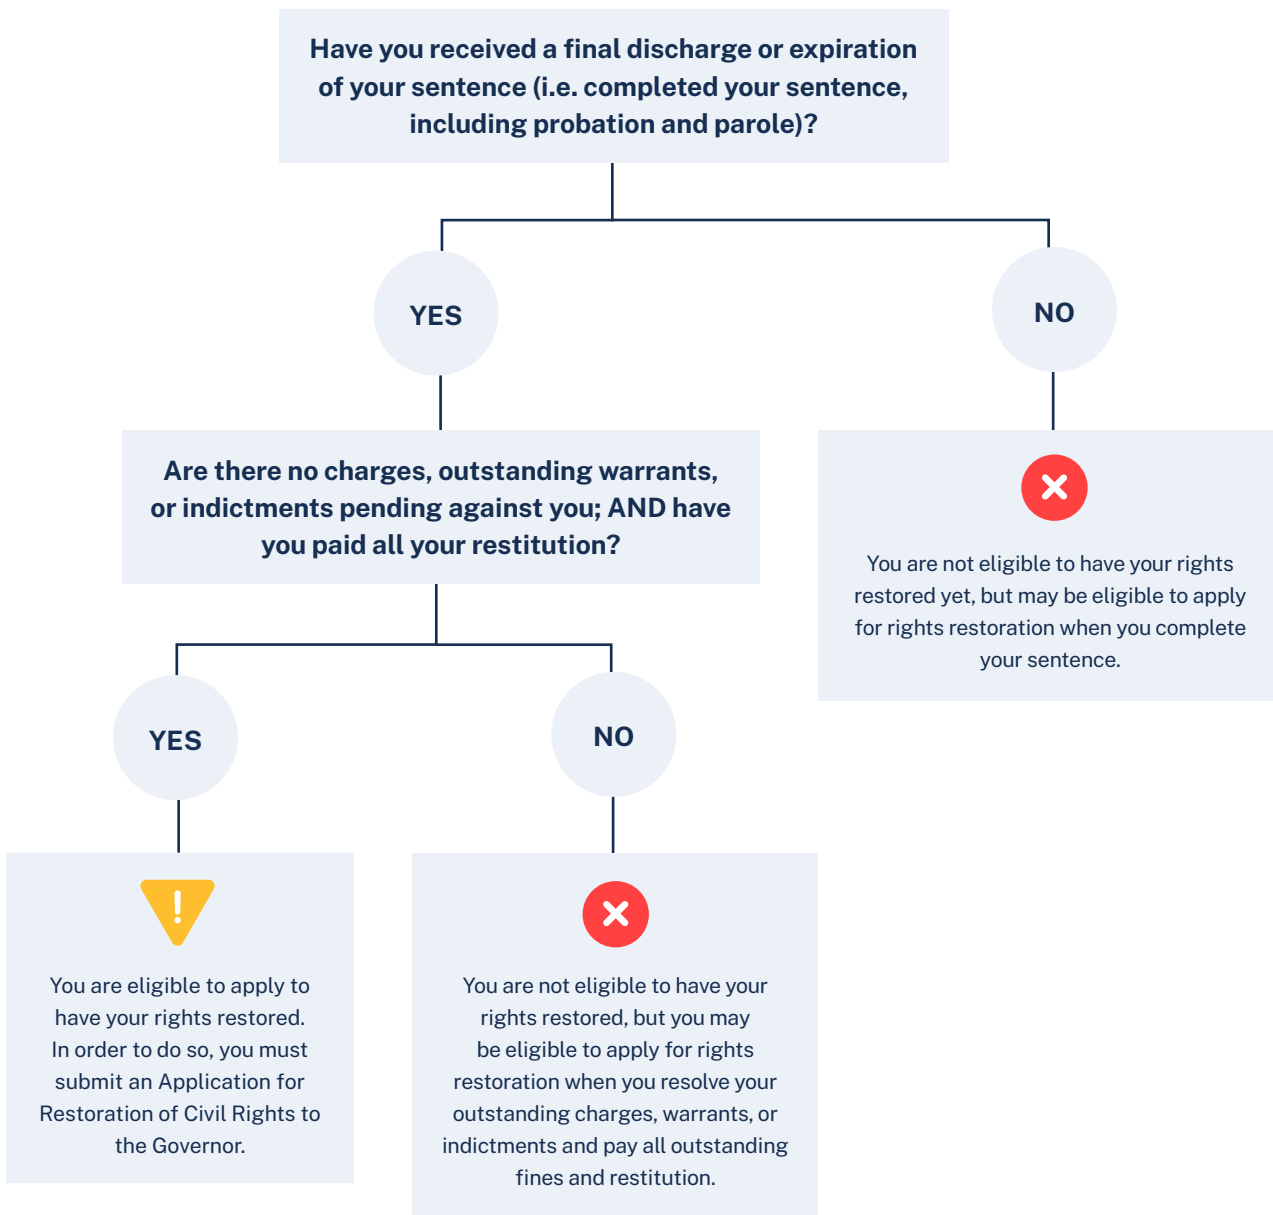 Have you received a final discharge or expiration
of your sentence (i.e. completed your sentence,
including probation and parole)?
YES
NO
Are there no charges, outstanding warrants,
or indictments pending against you; AND have
you paid all your restitution?
You are not eligible to have your rights
restored yet, but may be eligible to apply
for rights restoration when you complete
your sentence.
YES
NO
You are eligible to apply to
have your rights restored.
In order to do so, you must
submit an Application for
Restoration of Civil Rights to
the Governor.
You are not eligible to have your
rights restored, but you may
be eligible to apply for rights
restoration when you resolve your
outstanding charges, warrants, or
indictments and pay all outstanding
fines and restitution.